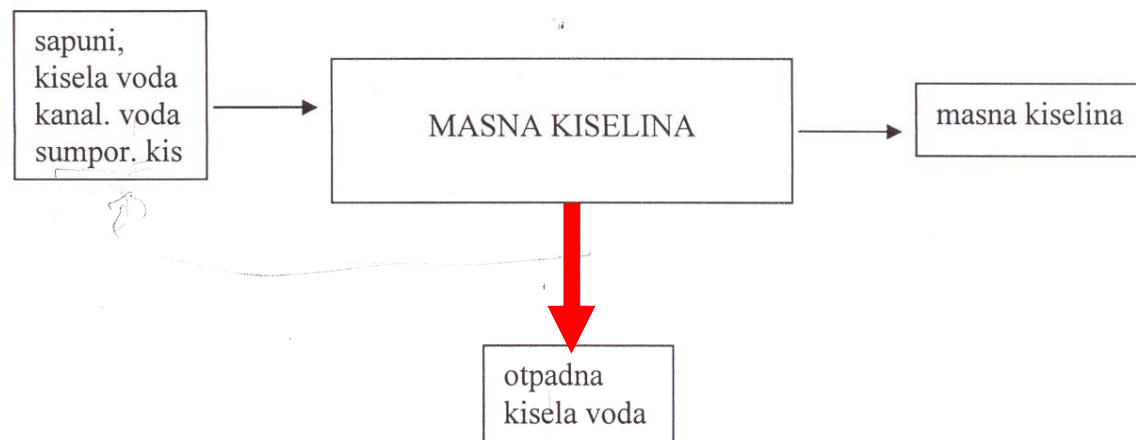 sapuni,
kisela voda
kanal. voda
sumpor. kis
MASNA KISELINA
masna kiselina
otpadna
kisela voda